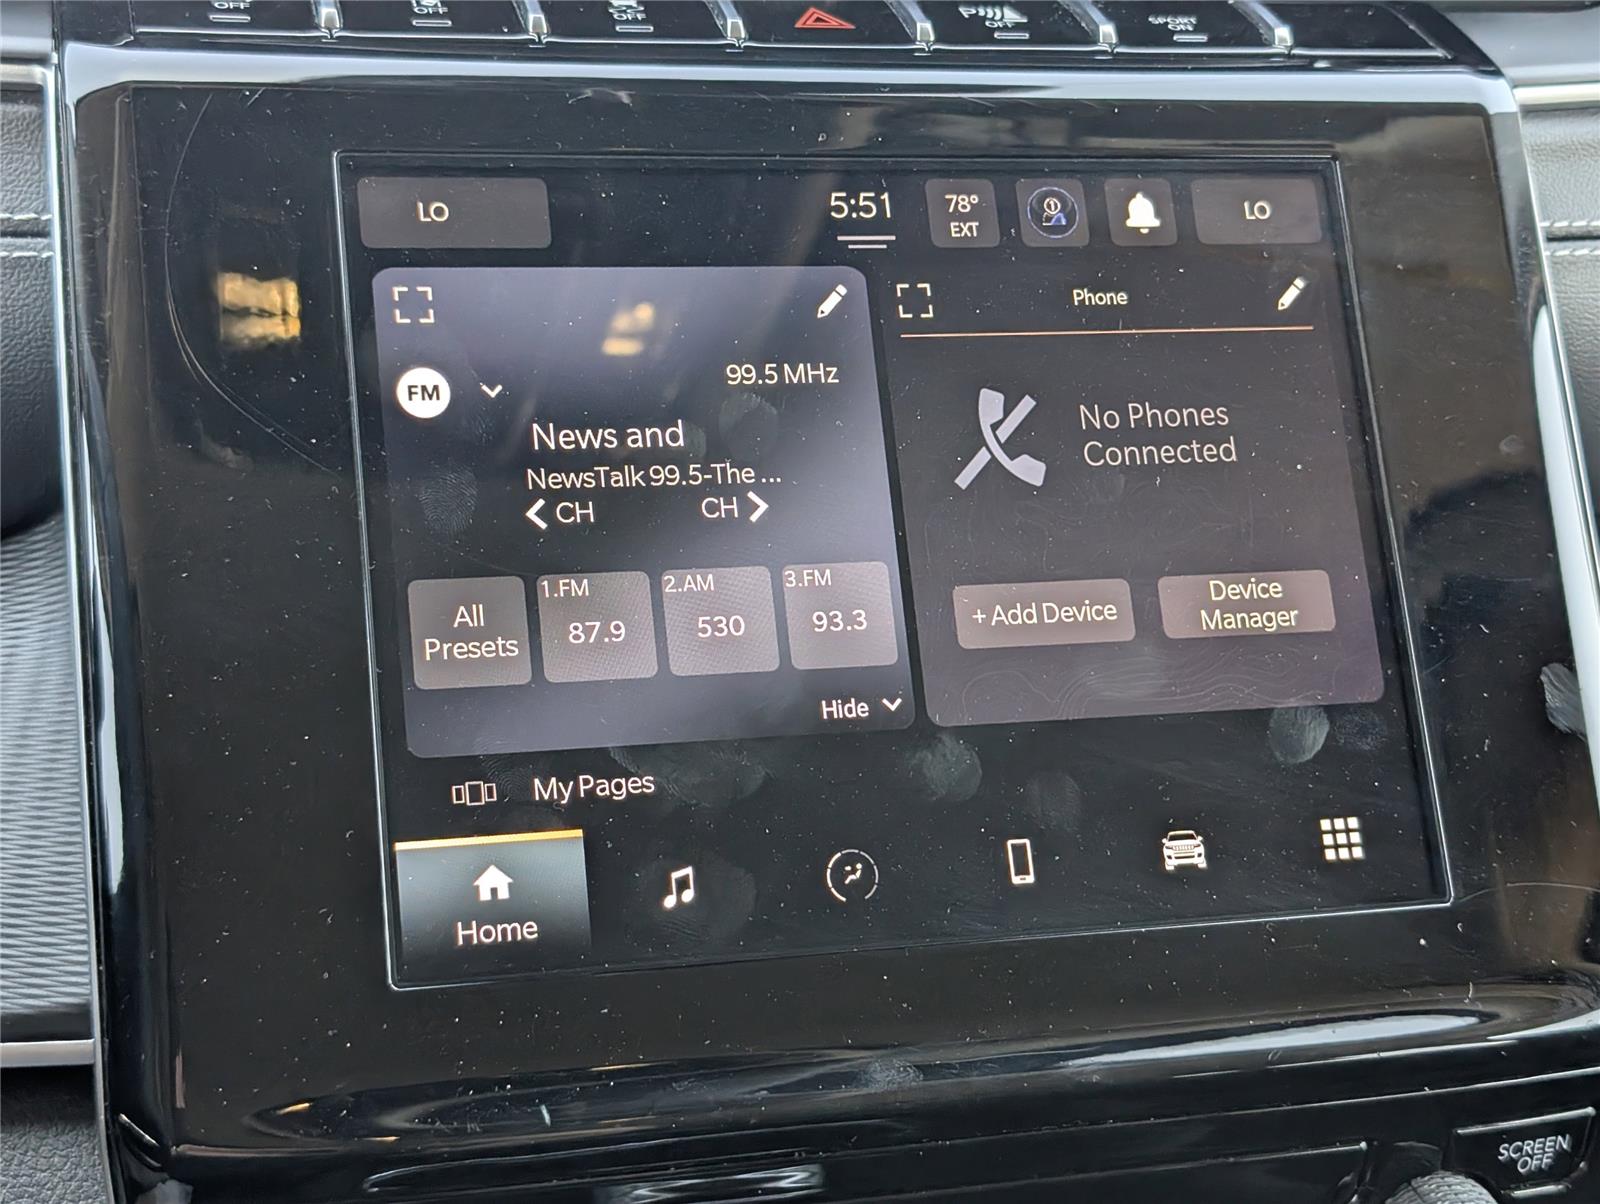 OFF
OFF
OFF
OFF
SPORT
ON
LO
5:51
78°
EXT
1
LO
Phone
FM
99.5 MHz
News and
NewsTalk 99.5-The ...
CH
CH
No Phones
Connected
All
Presets
1.FM
87.9
2.AM
530
3.FM
93.3
+ Add Device
Device
Manager
Hide
My Pages
Home
SCREEN
OFF